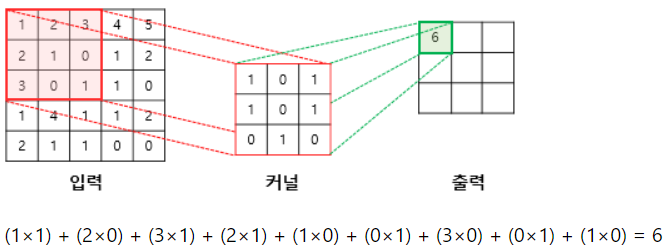 1 2 3 4 5
2 1 0 1 2
3 0 1 1 0
1 4 1 1 2
2 1 1 0 0
입력
1 0 1
1 0 1
0 1 0
커널
6
출력
(1×1) + (2×0) + (3×1) + (2×1) + (1×0) + (0×1) + (3×0) + (0×1) + (1×0) = 6